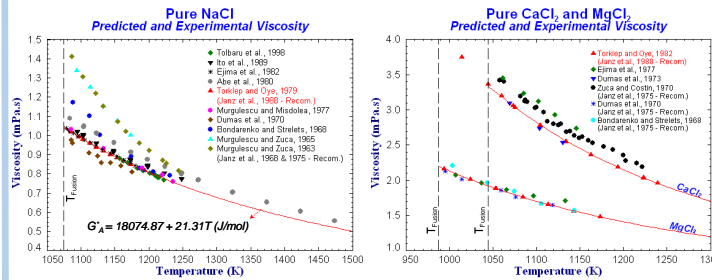 Pure NaCl
Predicted and Experimental Viscosity
1.5
1.4
1.3
1.2
1.1
1.0
0.9
0.8
0.7
0.6
0.5
0.4
Viscosity (mPa.s)
Tolbaru et al., 1998
Ito et al., 1989
Ejima et al., 1982
Abe et al., 1980
Torklep and Oye, 1979
(Janz et al., 1988 - Recom.)
Murgulescu and Misdolea, 1977
Dumas et al., 1970
Bondarenko and Strelets, 1968
Murgulescu and Zuca, 1965
Murgulescu and Zuca, 1963
(Janz et al., 1968 & 1975 - Recom.)
TFusion
G*A = 18074.87 + 21.31T (J/mol)
1050 1100 1150 1200 1250 1300 1350 1400 1450 1500
Temperature (K)
Pure CaCl2 and MgCl2
Predicted and Experimental Viscosity
4.0
3.5
3.0
2.5
2.0
1.5
1.0
Viscosity (mPa.s)
Torklep and Oye, 1982
(Janz et al., 1988 - Recom)
Ejima et al., 1977
Dumas et al., 1973
Zuca and Costin, 1970
(Janz et al., 1975 - Recom.)
Dumas et al., 1970
(Janz et al., 1975 - Recom.)
Bondarenko and Strelets, 1968
(Janz et al., 1975 - Recom.)
CaCl2
MgCl2
TFusion
TFusion
950 1000 1050 1100 1150 1200 1250 1300
Temperature (K)